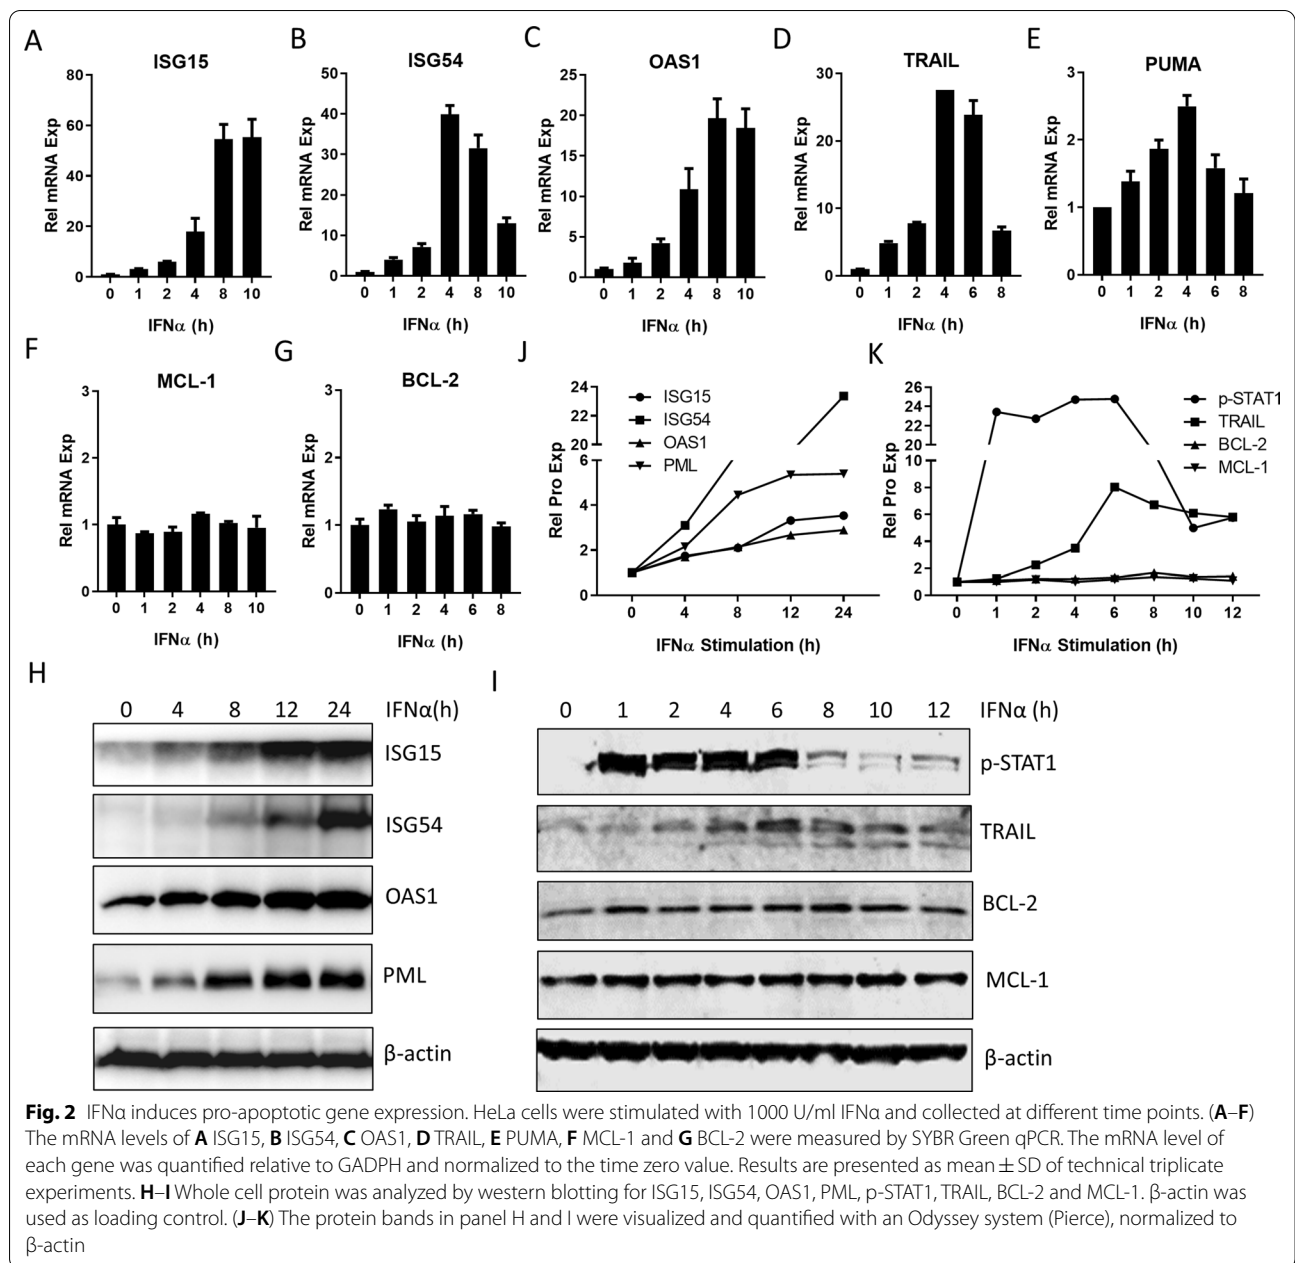 A
ISG15
Rel mRNA Exp
80
60
40
20
0
0 1 2 4 8 10
IFNα (h)
B
ISG54
Rel mRNA Exp
50
40
30
20
10
0
0 1 2 4 8 10
IFNα (h)
C
OAS1
Rel mRNA Exp
25
20
15
10
5
0
0 1 2 4 8 10
IFNα (h)
D
TRAIL
Rel mRNA Exp
30
20
10
0
0 1 2 4 6 8
IFNα (h)
E
PUMA
Rel mRNA Exp
3
2
1
0
0 1 2 4 6 8
IFNα (h)
F
MCL-1
Rel mRNA Exp
3
2
1
0
0 1 2 4 8 10
IFNα (h)
G
BCL-2
Rel mRNA Exp
3
2
1
0
0 1 2 4 6 8
IFNα (h)
J
Rel Pro Exp
24
22
20
6
4
2
0
ISG15
ISG54
OAS1
PML
0 4 8 12 24
IFNα Stimulation (h)
K
Rel Pro Exp
26
24
22
20
10
8
6
4
2
0
p-STAT1
TRAIL
BCL-2
MCL-1
0 1 2 4 6 8 10 12
IFNα Stimulation (h)
H
0 4 8 12 24 IFNα(h)
ISG15
ISG54
OAS1
PML
β-actin
I
0 1 2 4 6 8 10 12 IFNα (h)
p-STAT1
TRAIL
BCL-2
MCL-1
β-actin
Fig. 2 IFNα induces pro-apoptotic gene expression. HeLa cells were stimulated with 1000 U/ml IFNα and collected at different time points. (A–F)
The mRNA levels of A ISG15, B ISG54, C OAS1, D TRAIL, E PUMA, F MCL-1 and G BCL-2 were measured by SYBR Green qPCR. The mRNA level of
each gene was quantified relative to GADPH and normalized to the time zero value. Results are presented as mean ± SD of technical triplicate
experiments. H–I Whole cell protein was analyzed by western blotting for ISG15, ISG54, OAS1, PML, p-STAT1, TRAIL, BCL-2 and MCL-1. β-actin was
used as loading control. (J–K) The protein bands in panel H and I were visualized and quantified with an Odyssey system (Pierce), normalized to
β-actin